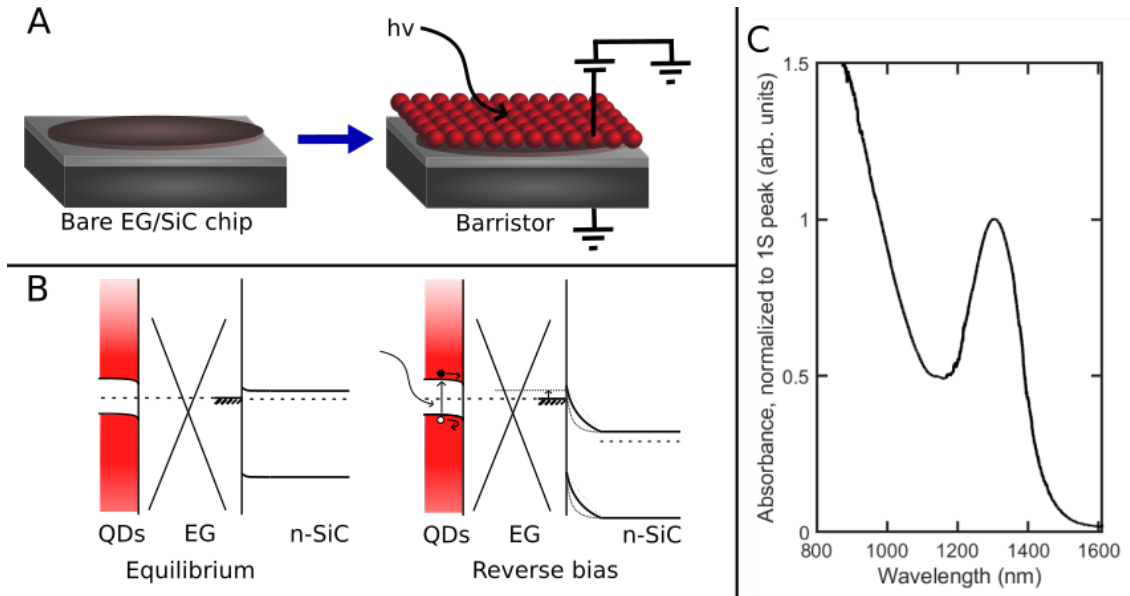 A
hv
Bare EG/SiC chip
Barristor
B
QDs EG n-SiC
Equilibrium
QDs EG n-SiC
Reverse bias
C
Absorbance, normalized to 1S peak (arb. units)
1.5
1
0.5
0
800 1000 1200 1400 1600
Wavelength (nm)